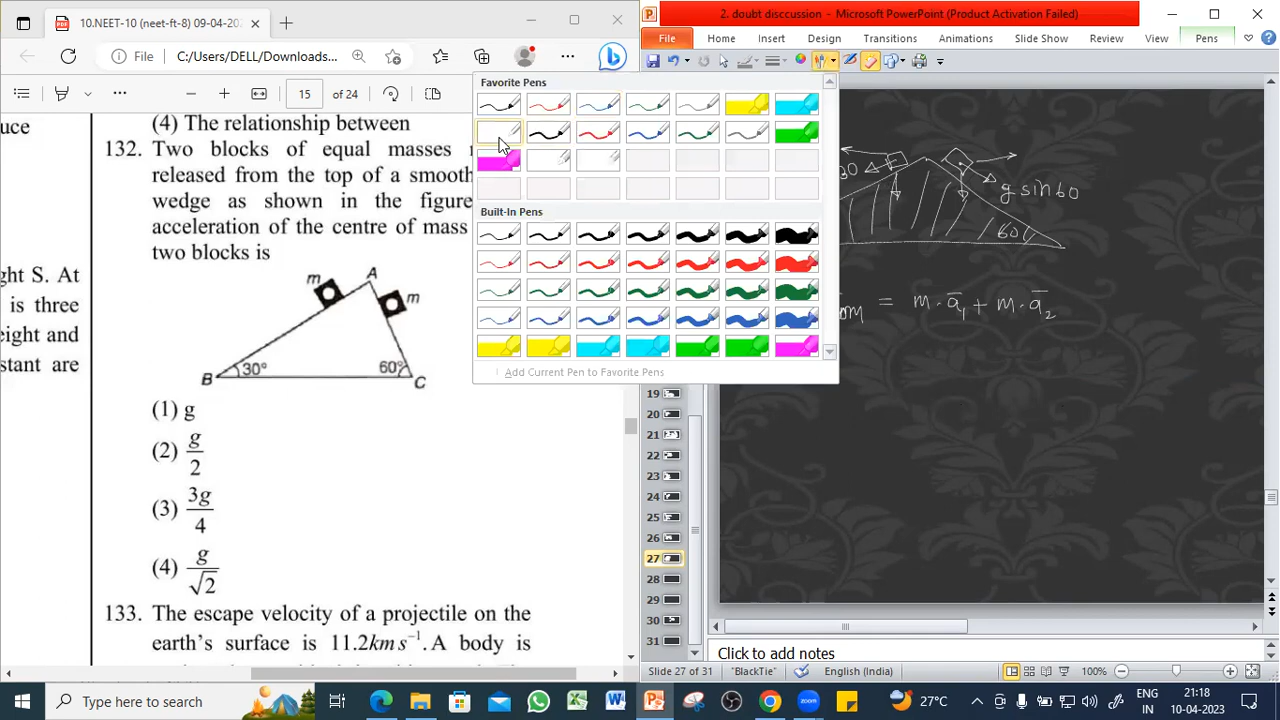 10.NEET-10 (neet-ft-8) 09-04-202
2. doubt disccussion - Microsoft PowerPoint (Product Activation Failed)
File Home Insert Design Transitions Animations Slide Show Review View Pens
File C:/Users/DELL/Downloads...
15 of 24
uce
ght S. At
is three
eight and
stant are
(4) The relationship between
132. Two blocks of equal masses
released from the top of a smooth
wedge as shown in the figure
acceleration of the centre of mass
two blocks is
m A m
B 30° 60° C
(1) g
(2) g/2
(3) 3g/4
(4) g/√2
133. The escape velocity of a projectile on the
earth's surface is 11.2km s⁻¹. A body is
Favorite Pens
Built-In Pens
Add Current Pen to Favorite Pens
g sin 60
60
m·a̅₁ + m·a̅₂
=
19
20
21
22
23
24
25
26
27
28
29
30
31
Click to add notes
Slide 27 of 31 "BlackTie" English (India) 100%
Type here to search
27°C
ENG
IN
21:18
10-04-2023